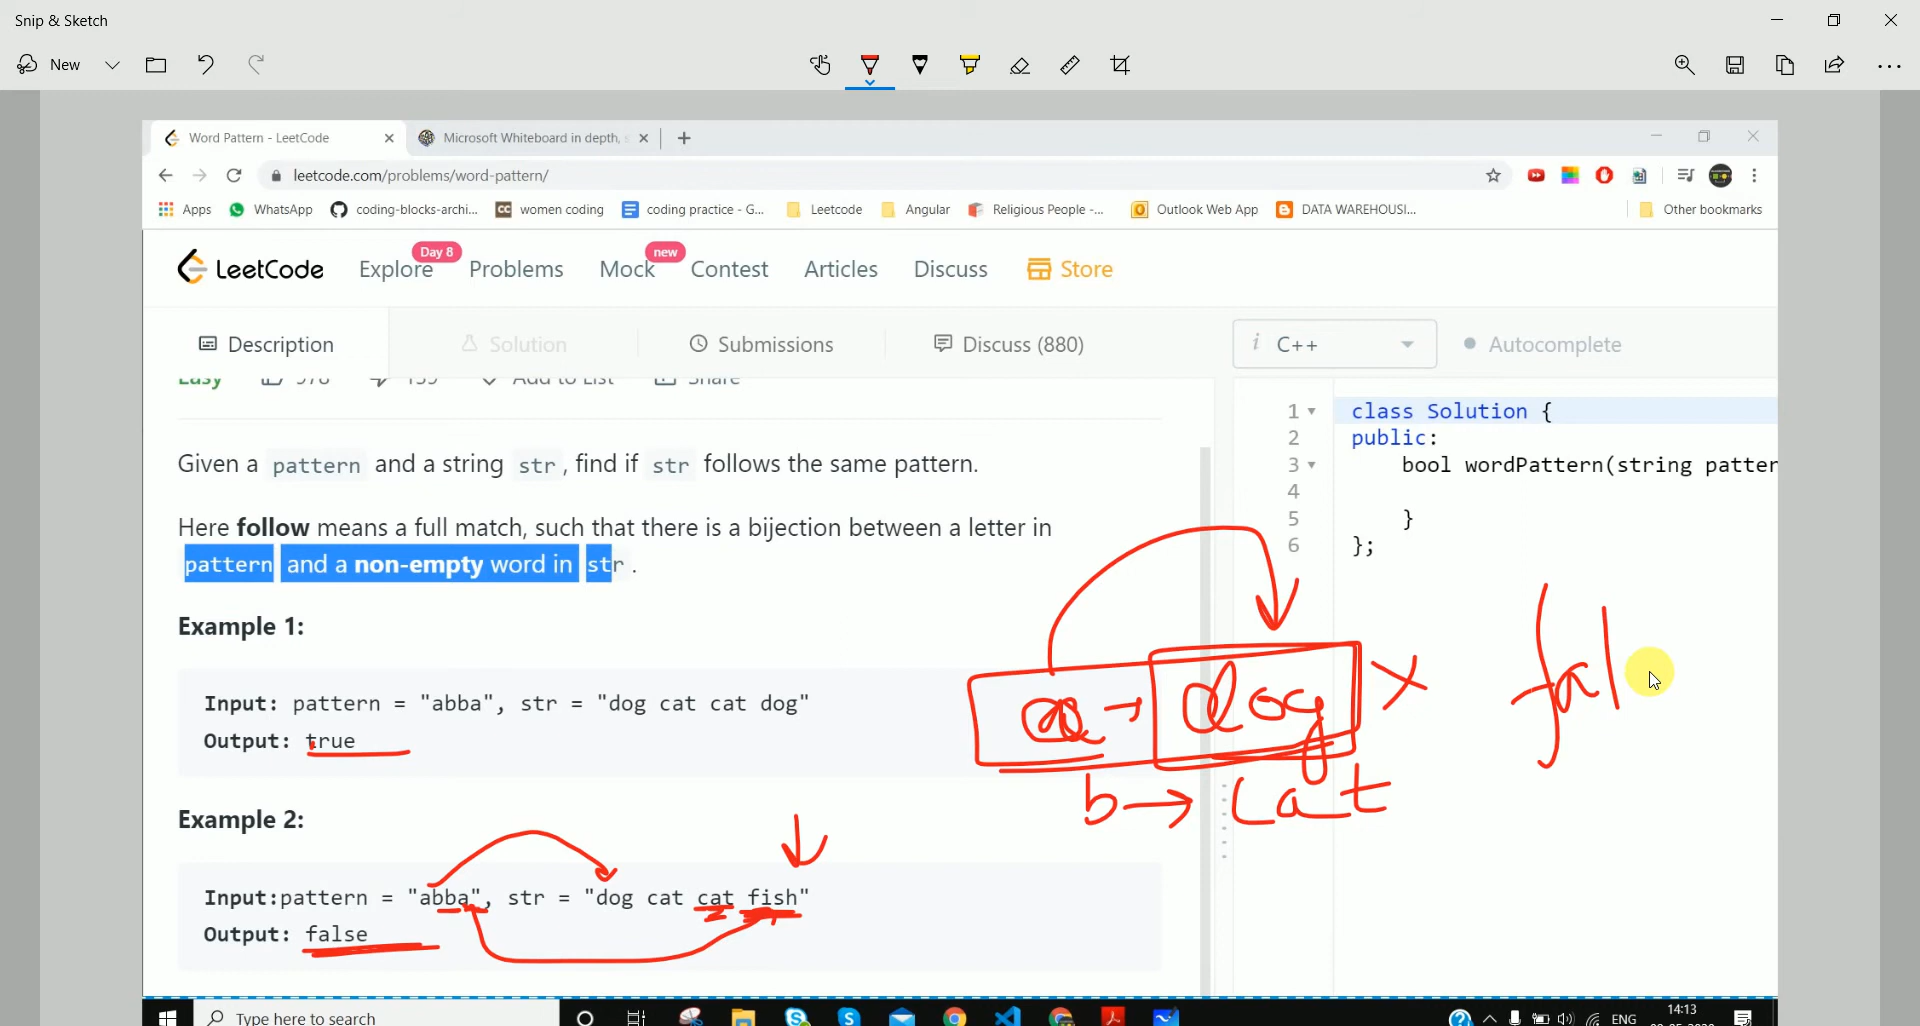 Snip & Sketch
New
Word Pattern - LeetCode
Microsoft Whiteboard in depth,
leetcode.com/problems/word-pattern/
Apps WhatsApp coding-blocks-archi... women coding coding practice - G... Leetcode Angular Religious People -... Outlook Web App DATA WAREHOUSI... Other bookmarks
LeetCode Explore Day 8 Problems Mock new Contest Articles Discuss Store
Description Solution Submissions Discuss (880) i C++ Autocomplete
Easy 978 Add to List Share
1 class Solution {
2 public:
3 bool wordPattern(string patter
4
5 }
6 };
Given a pattern and a string str, find if str follows the same pattern.
Here follow means a full match, such that there is a bijection between a letter in
pattern and a non-empty word in str.
Example 1:
Input: pattern = "abba", str = "dog cat cat dog"
Output: true
a → dog x
b → cat
fal
Example 2:
Input:pattern = "abba", str = "dog cat cat fish"
Output: false
Type here to search
ENG
14:13